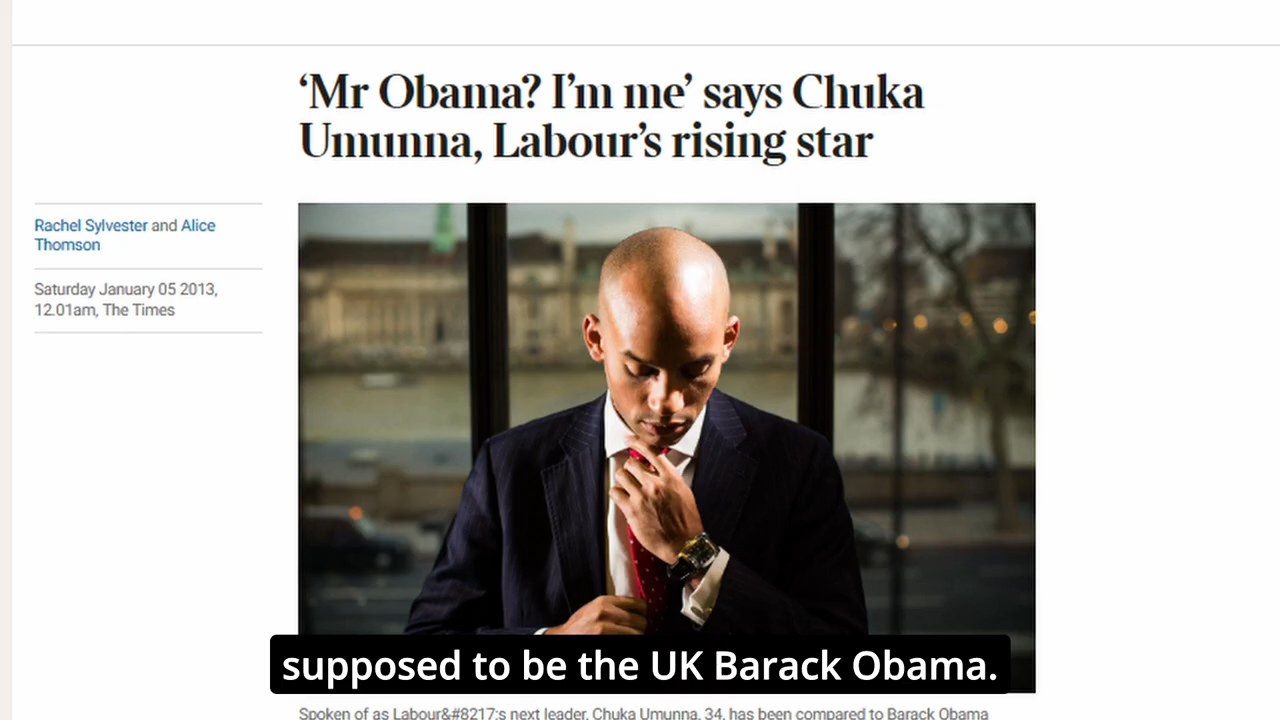 ‘Mr Obama? I’m me’ says Chuka
Umunna, Labour’s rising star
Rachel Sylvester and Alice
Thomson
Saturday January 05 2013,
12.01am, The Times
supposed to be the UK Barack Obama.
Spoken of as Labour&#8217;s next leader, Chuka Umunna, 34, has been compared to Barack Obama